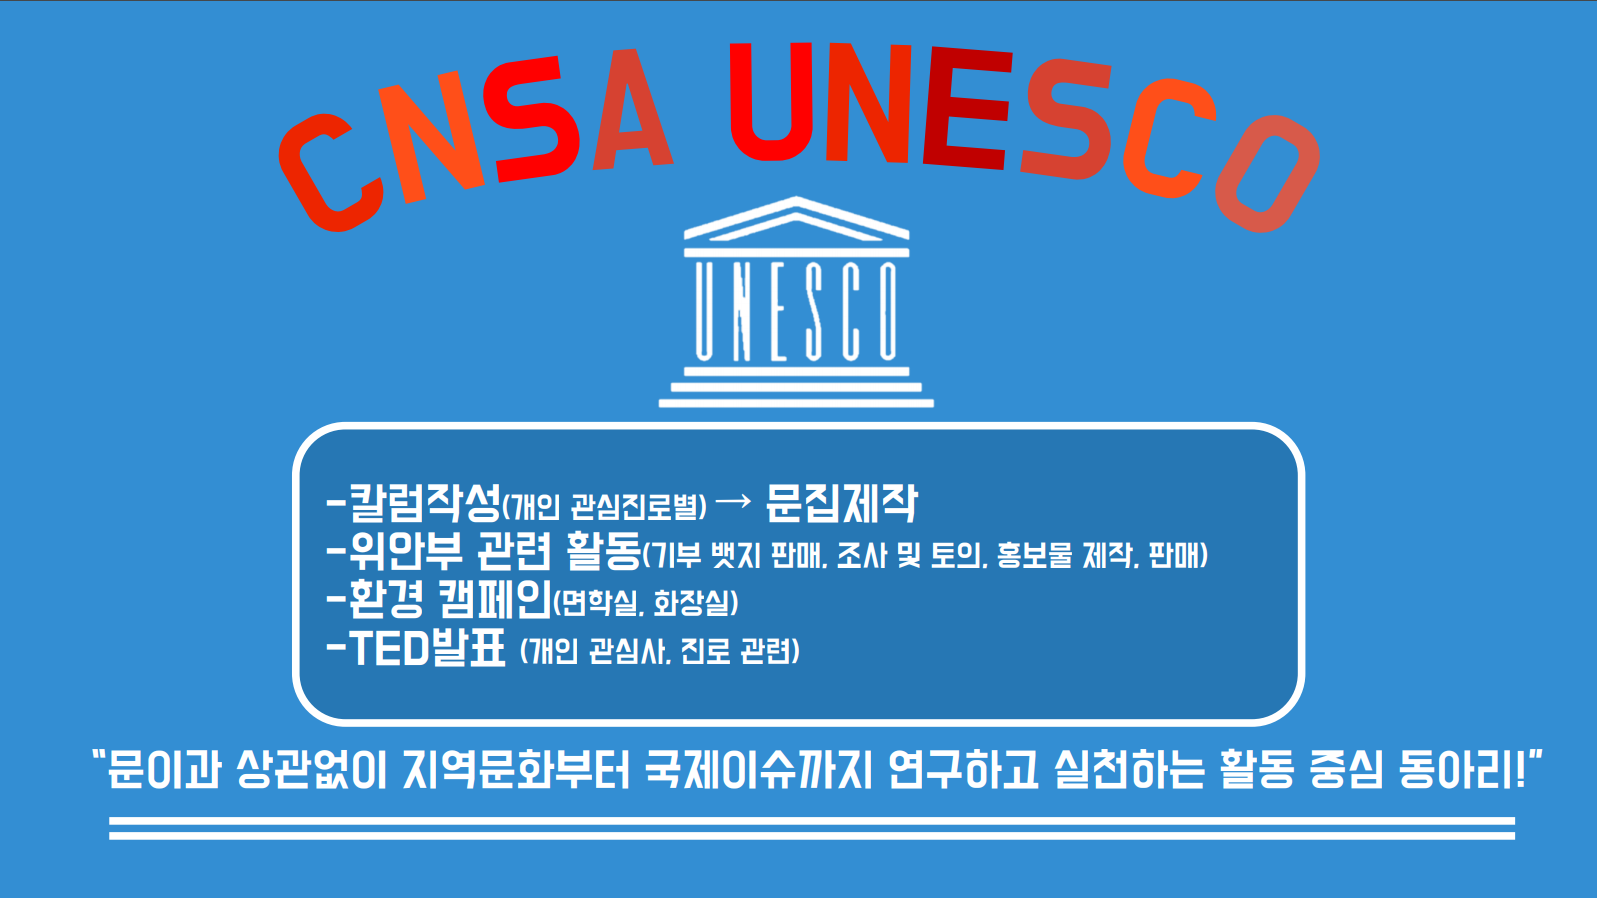 CNSA UNESCO
UNESCO
-칼럼작성(개인 관심진로별) → 문집제작
-위안부 관련 활동(기부 뱃지 판매, 조사 및 토의, 홍보물 제작, 판매)
-환경 캠페인(면학실, 화장실)
-TED발표 (개인 관심사, 진로 관련)
"문이과 상관없이 지역문화부터 국제이슈까지 연구하고 실천하는 활동 중심 동아리!"